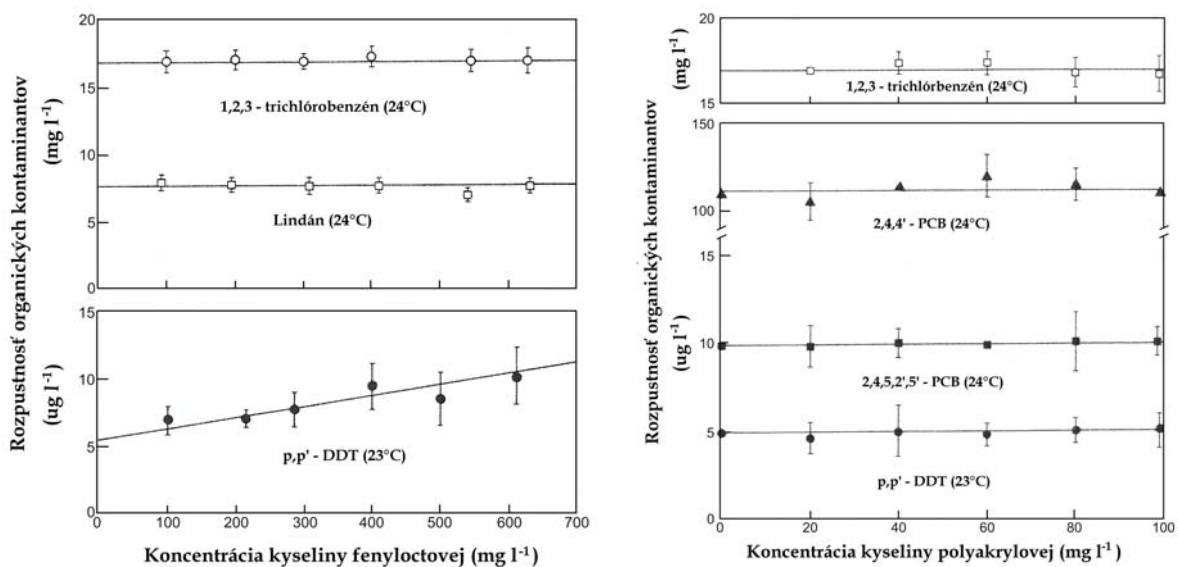 Rozpustnosť organických kontaminantov
(mg l⁻¹)
(ug l⁻¹)
20
15
10
5
0
1,2,3 - trichlórobenzén (24°C)
Lindán (24°C)
15
10
5
0
100
200
300
400
500
600
700
p,p' - DDT (23°C)
Koncentrácia kyseliny fenyloctovej (mg l⁻¹)
Rozpustnosť organických kontaminantov
(mg l⁻¹)
(ug l⁻¹)
20
15
1,2,3 - trichlórbenzén (24°C)
150
100
2,4,4' - PCB (24°C)
15
10
2,4,5,2',5' - PCB (24°C)
5
p,p' - DDT (23°C)
0
0
20
40
60
80
100
Koncentrácia kyseliny polyakrylovej (mg l⁻¹)